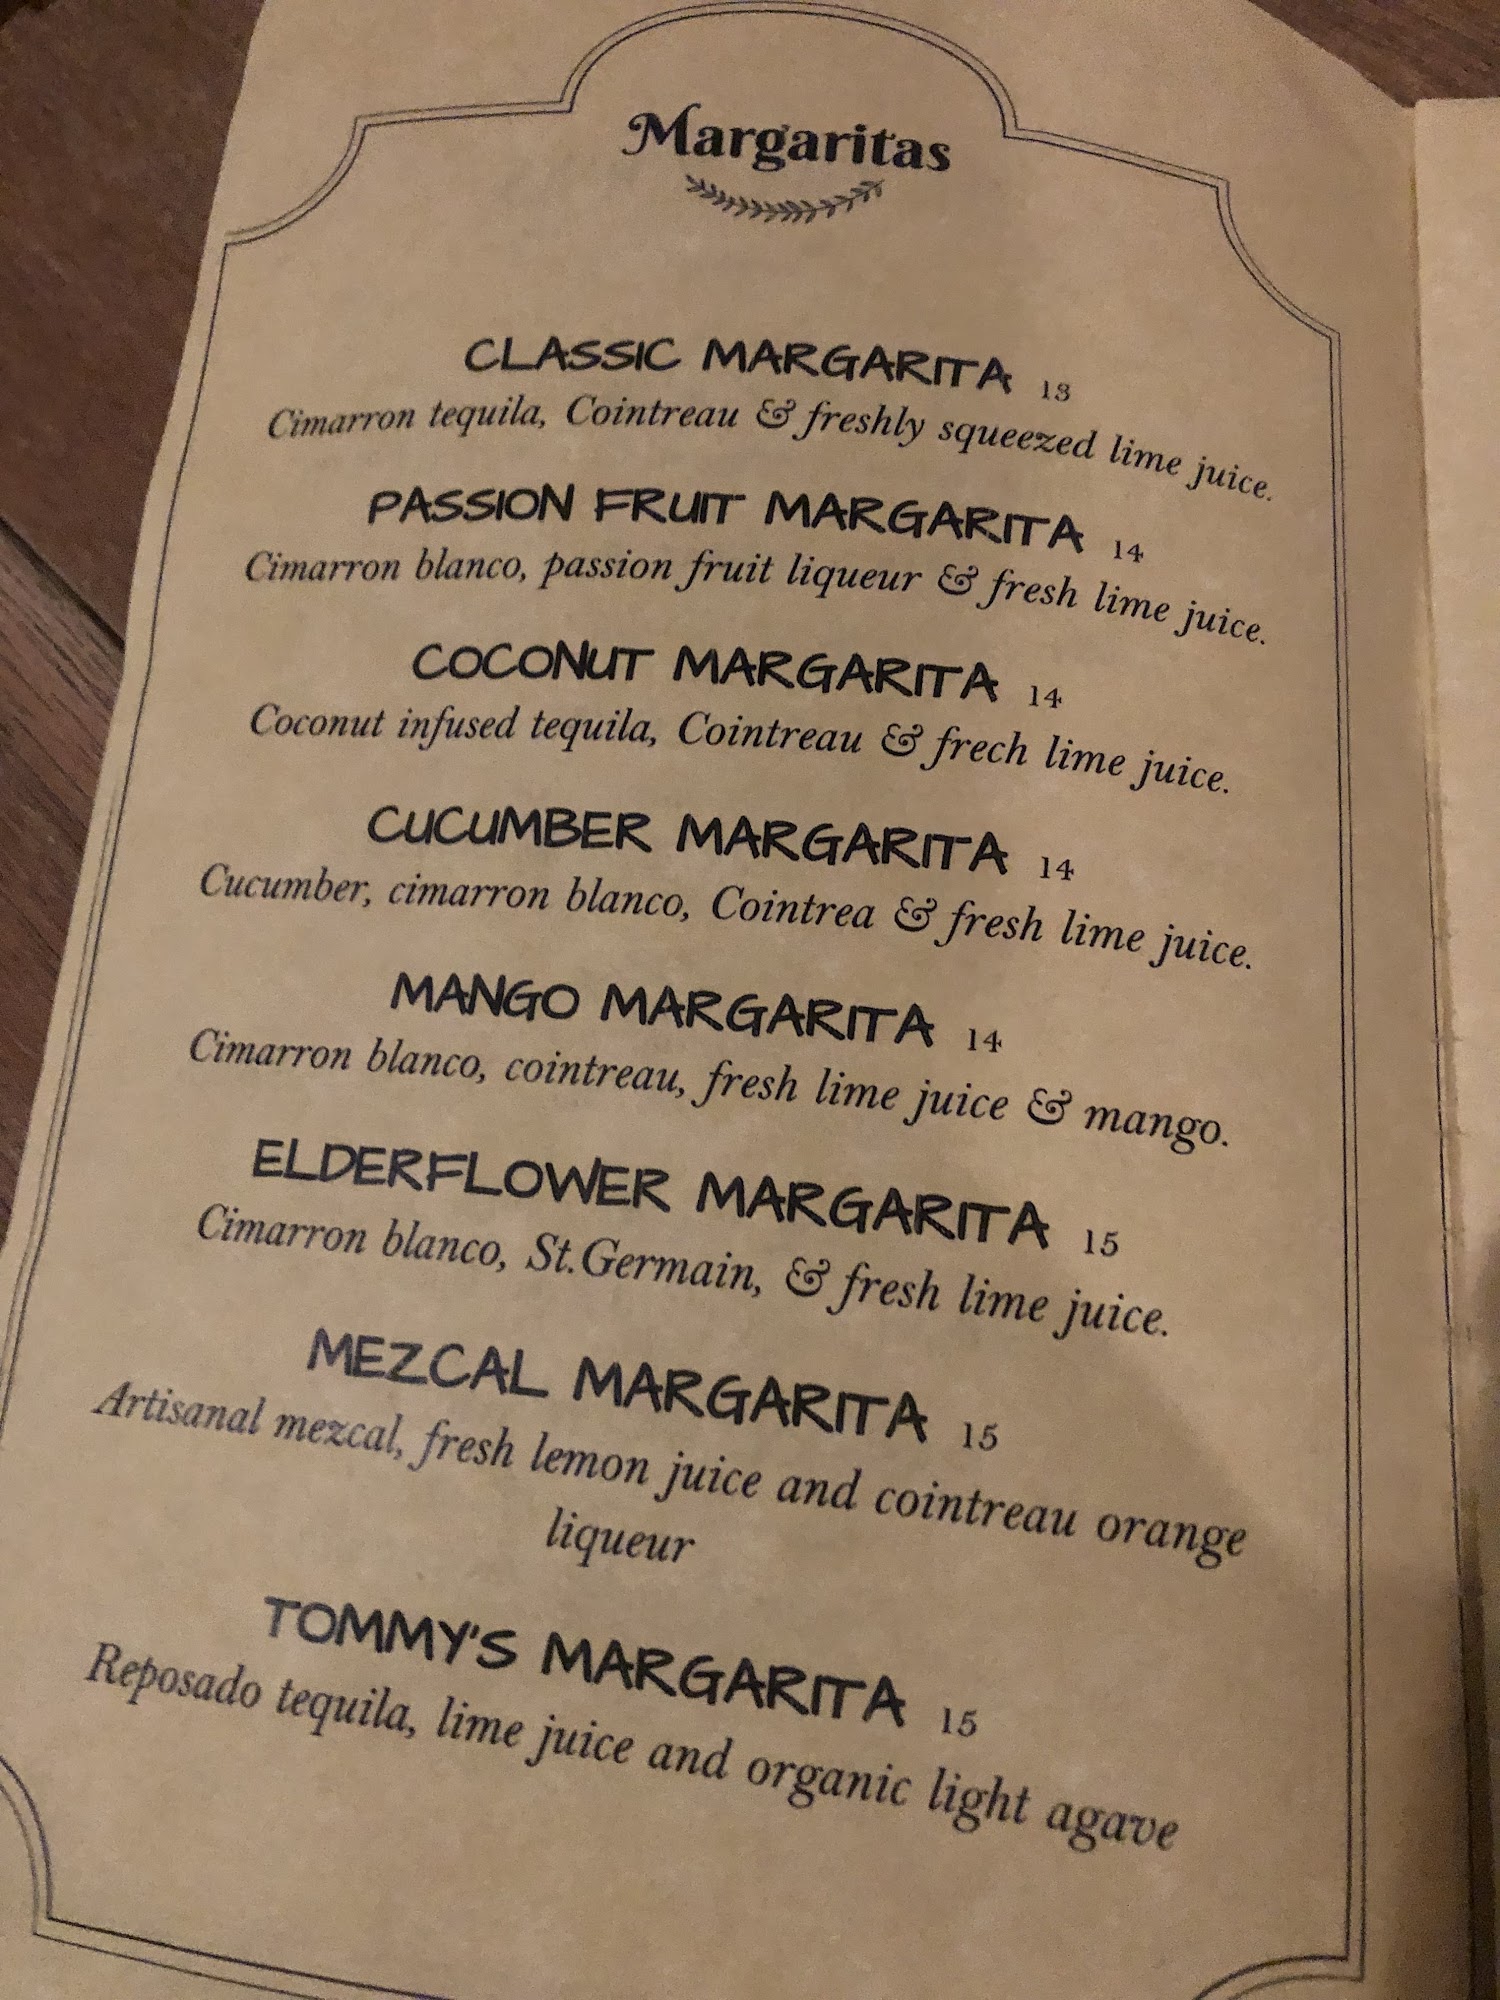 Margaritas
CLASSIC MARGARITA 13
Cimarron tequila, Cointreau & freshly squeezed lime juice.
PASSION FRUIT MARGARITA 14
Cimarron blanco, passion fruit liqueur & fresh lime juice.
COCONUT MARGARITA 14
Coconut infused tequila, Cointreau & frech lime juice.
CUCUMBER MARGARITA 14
Cucumber, cimarron blanco, Cointrea & fresh lime juice.
MANGO MARGARITA 14
Cimarron blanco, cointreau, fresh lime juice & mango.
ELDERFLOWER MARGARITA 15
Cimarron blanco, St.Germain, & fresh lime juice.
MEZCAL MARGARITA 15
Artisanal mezcal, fresh lemon juice and cointreau orange
liqueur
TOMMY'S MARGARITA 15
Reposado tequila, lime juice and organic light agave